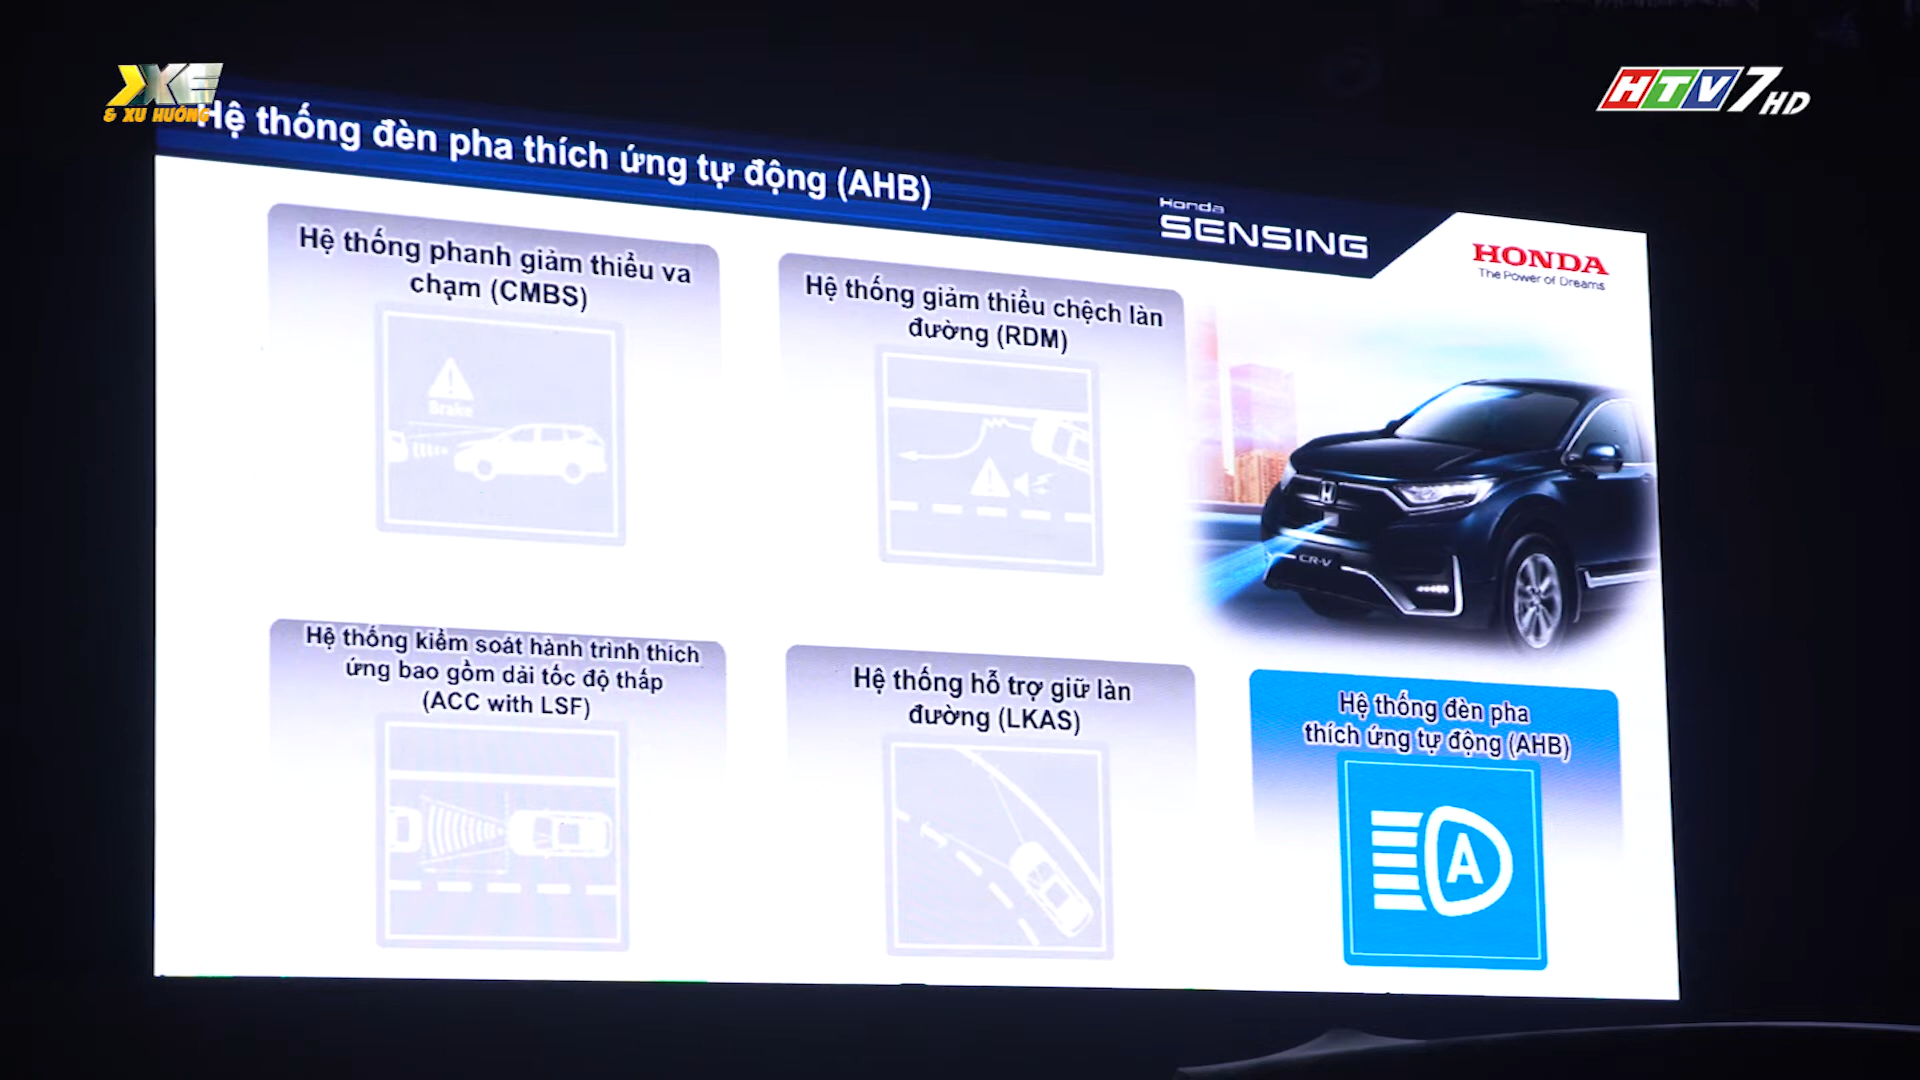 XE
& XU HƯỚNG
HTV7 HD
Hệ thống đèn pha thích ứng tự động (AHB)
Honda
SENSING
HONDA
The Power of Dreams
Hệ thống phanh giảm thiểu va
chạm (CMBS)
Brake
Hệ thống giảm thiểu chệch làn
đường (RDM)
CR-V
Hệ thống kiểm soát hành trình thích
ứng bao gồm dải tốc độ thấp
(ACC with LSF)
Hệ thống hỗ trợ giữ làn
đường (LKAS)
Hệ thống đèn pha
thích ứng tự động (AHB)
A